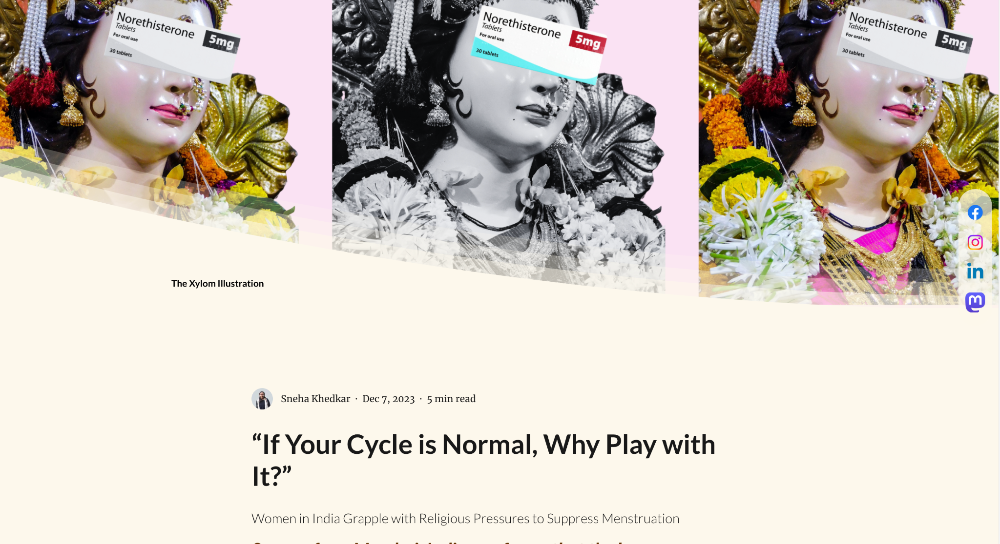 Norethisterone
Tablets
5mg
For oral use
30 tablets
Norethisterone
Tablets
5mg
For oral use
30 tablets
Norethisterone
Tablets
5mg
For oral use
30 tablets
The Xylom Illustration
Sneha Khedkar · Dec 7, 2023 · 5 min read
“If Your Cycle is Normal, Why Play with
It?”
Women in India Grapple with Religious Pressures to Suppress Menstruation